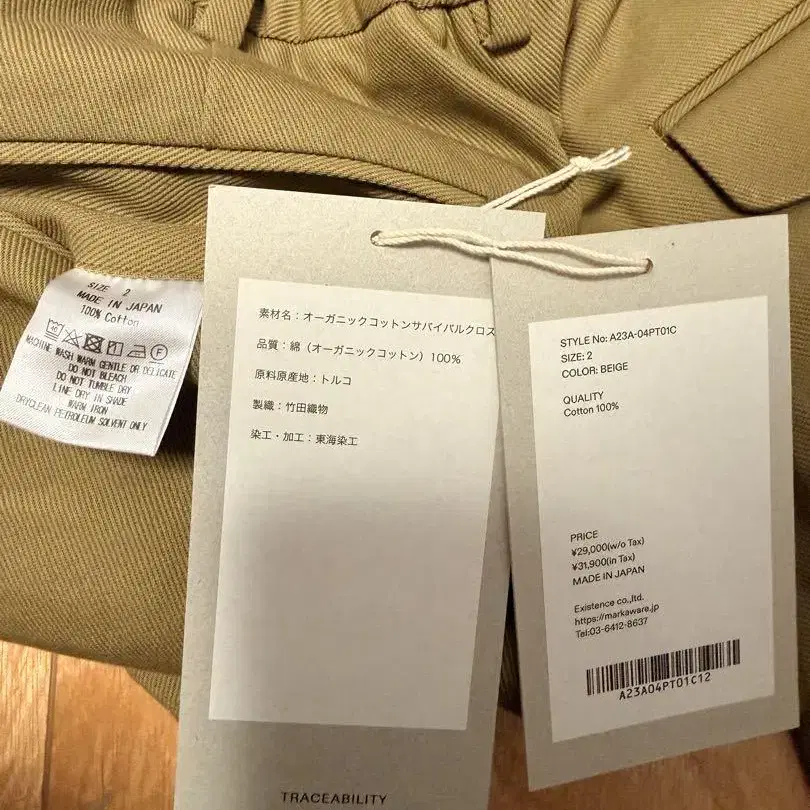 SIZE 2
MADE IN JAPAN
100% Cotton
40
F
MACHINE WASH WARM GENTLE OR DELICATE
DO NOT BLEACH
DO NOT TUMBLE DRY
LINE DRY IN SHADE
WARM IRON
DRYCLEAN PETROLEUM SOLVENT ONLY
素材名：オーガニックコットンサバイバルクロス
品質：綿（オーガニックコットン）100%
原料原産地：トルコ
製織：竹田織物
染工・加工：東海染工
TRACEABILITY
STYLE No: A23A-04PT01C
SIZE: 2
COLOR: BEIGE
QUALITY
Cotton 100%
PRICE
¥29,000(w/o Tax)
¥31,900(in Tax)
MADE IN JAPAN
Existence co.,ltd.
https://markaware.jp
Tel:03-6412-8637
A23A04PT01C12